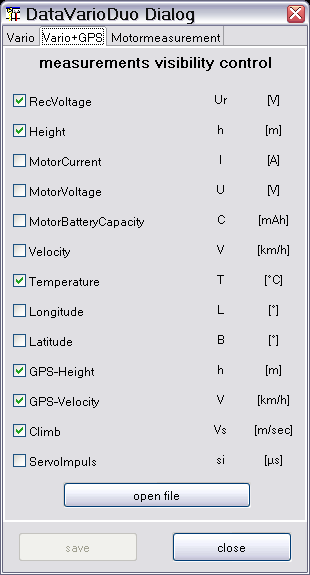 DataVarioDuo Dialog
Vario Vario+GPS Motormeasurement
measurements visibility control
RecVoltage Ur [V]
Height h [m]
MotorCurrent I [A]
MotorVoltage U [V]
MotorBatteryCapacity C [mAh]
Velocity V [km/h]
Temperature T [°C]
Longitude L [°]
Latitude B [°]
GPS-Height h [m]
GPS-Velocity V [km/h]
Climb Vs [m/sec]
ServoImpuls si [µs]
open file
save close